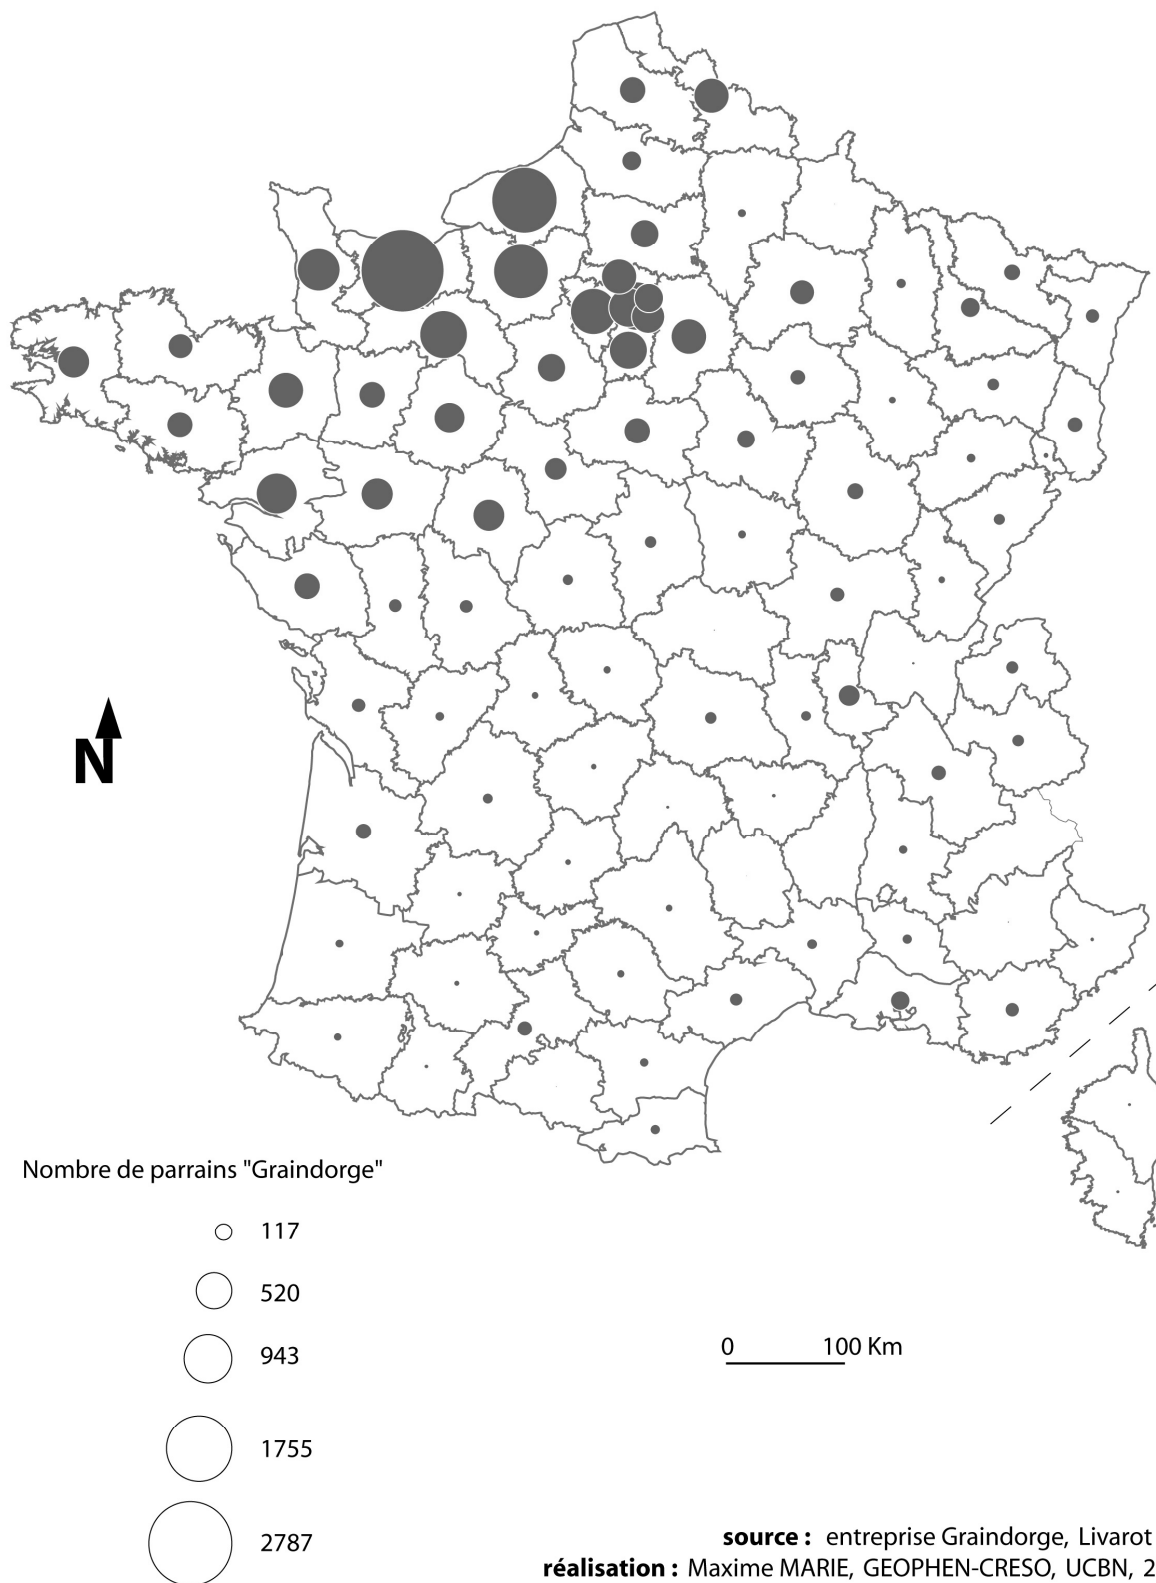 N
Nombre de parrains "Graindorge"
117
520
943
1755
2787
0 100 Km
source : entreprise Graindorge, Livarot
réalisation : Maxime MARIE, GEOPHEN-CRESO, UCBN, 2